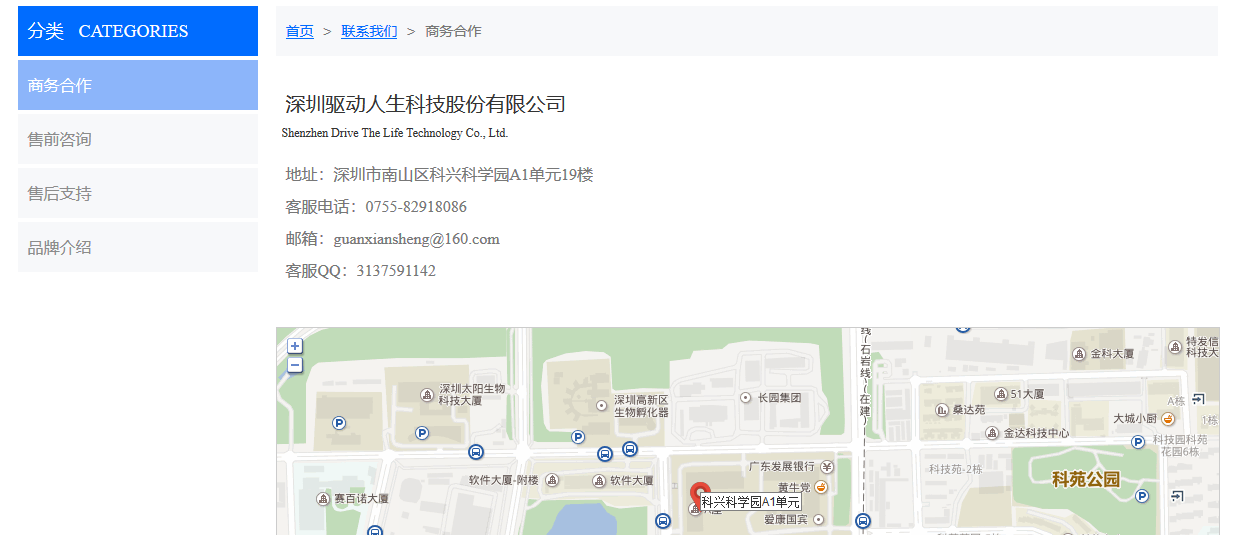 分类 CATEGORIES
商务合作
售前咨询
售后支持
品牌介绍
首页 > 联系我们 > 商务合作
深圳驱动人生科技股份有限公司
Shenzhen Drive The Life Technology Co., Ltd.
地址：深圳市南山区科兴科学园A1单元19楼
客服电话：0755-82918086
邮箱：guanxiansheng@160.com
客服QQ：3137591142
+
−
线(石岩线)(在建)
金科大厦
特发信
科技大
深圳太阳生物
科技大厦
深圳高新区
生物孵化器
长园集团
51大厦
桑达苑
A栋
大城小厨
1栋
金达科技中心
科技园科苑
花园6栋
P
P
P
P
广东发展银行
软件大厦-附楼
软件大厦
科技苑-2栋
科苑公园
黄牛党
赛百诺大厦
科兴科学园A1单元
爱康国宾
P